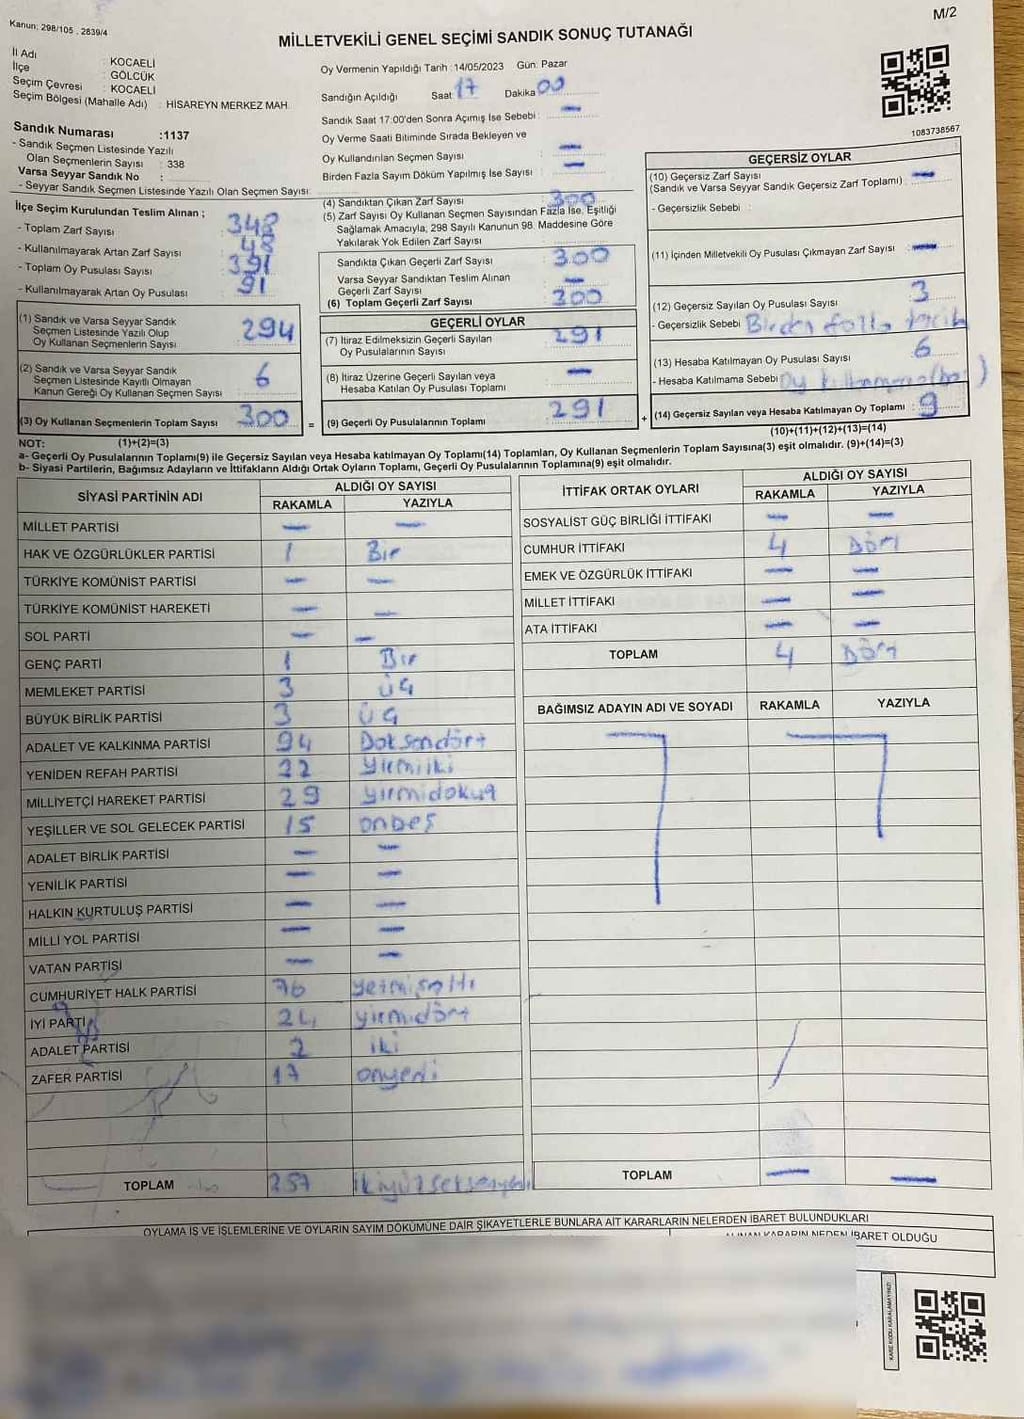 Kanun: 298/105 , 2839/4
M/2
MİLLETVEKİLİ GENEL SEÇİMİ SANDIK SONUÇ TUTANAĞI
İl Adı : KOCAELİ
İlçe : GÖLCÜK
Seçim Çevresi : KOCAELİ
Seçim Bölgesi (Mahalle Adı) : HİSAREYN MERKEZ MAH.
Sandık Numarası :1137
- Sandık Seçmen Listesinde Yazılı
Olan Seçmenlerin Sayısı : 338
Varsa Seyyar Sandık No :
- Seyyar Sandık Seçmen Listesinde Yazılı Olan Seçmen Sayısı:
Oy Vermenin Yapıldığı Tarih :14/05/2023 Gün: Pazar
Sandığın Açıldığı Saat 17 Dakika 00
Sandık Saat 17:00'den Sonra Açımış İse Sebebi : —
Oy Verme Saati Bitiminde Sırada Bekleyen ve
Oy Kullandırılan Seçmen Sayısı —
Birden Fazla Sayım Döküm Yapılmış İse Sayısı : —
1083738567
İlçe Seçim Kurulundan Teslim Alınan ;
- Toplam Zarf Sayısı : 348
- Kullanılmayarak Artan Zarf Sayısı : 48
- Toplam Oy Pusulası Sayısı : 391
- Kullanılmayarak Artan Oy Pusulası : 91
(1) Sandık ve Varsa Seyyar Sandık
Seçmen Listesinde Yazılı Olup
Oy Kullanan Seçmenlerin Sayısı 294
(2) Sandık ve Varsa Seyyar Sandık
Seçmen Listesinde Kayıtlı Olmayan
Kanun Gereği Oy Kullanan Seçmen Sayısı 6
(3) Oy Kullanan Seçmenlerin Toplam Sayısı 300 =
(1)+(2)=(3)
(4) Sandıktan Çıkan Zarf Sayısı 300
(5) Zarf Sayısı Oy Kullanan Seçmen Sayısından Fazla İse, Eşitliği
Sağlamak Amacıyla, 298 Sayılı Kanunun 98. Maddesine Göre
Yakılarak Yok Edilen Zarf Sayısı :
Sandıkta Çıkan Geçerli Zarf Sayısı 300
Varsa Seyyar Sandıktan Teslim Alınan
Geçerli Zarf Sayısı —
(6) Toplam Geçerli Zarf Sayısı 300
GEÇERLİ OYLAR
(7) İtiraz Edilmeksizin Geçerli Sayılan
Oy Pusulalarının Sayısı 291
(8) İtiraz Üzerine Geçerli Sayılan veya
Hesaba Katılan Oy Pusulası Toplamı —
(9) Geçerli Oy Pusulalarının Toplamı 291 +
GEÇERSİZ OYLAR
(10) Geçersiz Zarf Sayısı
(Sandık ve Varsa Seyyar Sandık Geçersiz Zarf Toplamı) : —
- Geçersizlik Sebebi :
(11) İçinden Milletvekili Oy Pusulası Çıkmayan Zarf Sayısı —
(12) Geçersiz Sayılan Oy Pusulası Sayısı 3
- Geçersizlik Sebebi
(13) Hesaba Katılmayan Oy Pusulası Sayısı 6
- Hesaba Katılmama Sebebi Oy
(14) Geçersiz Sayılan veya Hesaba Katılmayan Oy Toplamı : 9
(10)+(11)+(12)+(13)=(14)
NOT:
a- Geçerli Oy Pusulalarının Toplamı(9) ile Geçersiz Sayılan veya Hesaba katılmayan Oy Toplamı(14) Toplamları, Oy Kullanan Seçmenlerin Toplam Sayısına(3) eşit olmalıdır. (9)+(14)=(3)
b- Siyasi Partilerin, Bağımsız Adayların ve İttifakların Aldığı Ortak Oyların Toplamı, Geçerli Oy Pusulalarının Toplamına(9) eşit olmalıdır.
SİYASİ PARTİNİN ADI ALDIĞI OY SAYISI
RAKAMLA YAZIYLA
MİLLET PARTİSİ — —
HAK VE ÖZGÜRLÜKLER PARTİSİ 1 Bir
TÜRKİYE KOMÜNİST PARTİSİ — —
TÜRKİYE KOMÜNİST HAREKETİ — —
SOL PARTİ — —
GENÇ PARTİ 1 Bir
MEMLEKET PARTİSİ 3 üç
BÜYÜK BİRLİK PARTİSİ 3 üç
ADALET VE KALKINMA PARTİSİ 94 Doksandört
YENİDEN REFAH PARTİSİ 22 Yirmiiki
MİLLİYETÇİ HAREKET PARTİSİ 29 yirmidokuz
YEŞİLLER VE SOL GELECEK PARTİSİ 15 onbeş
ADALET BİRLİK PARTİSİ — —
YENİLİK PARTİSİ — —
HALKIN KURTULUŞ PARTİSİ — —
MİLLİ YOL PARTİSİ — —
VATAN PARTİSİ — —
CUMHURİYET HALK PARTİSİ 76 yetmişaltı
İYİ PARTİ 24 yirmidört
ADALET PARTİSİ 2 iki
ZAFER PARTİSİ 17 onyedi
TOPLAM 287 ikiyüzseksenyedi
İTTİFAK ORTAK OYLARI ALDIĞI OY SAYISI
RAKAMLA YAZIYLA
SOSYALİST GÜÇ BİRLİĞİ İTTİFAKI — —
CUMHUR İTTİFAKI 4 Dört
EMEK VE ÖZGÜRLÜK İTTİFAKI — —
MİLLET İTTİFAKI — —
ATA İTTİFAKI — —
TOPLAM 4 Dört
BAĞIMSIZ ADAYIN ADI VE SOYADI RAKAMLA YAZIYLA
TOPLAM — —
OYLAMA İŞ VE İŞLEMLERİNE VE OYLARIN SAYIM DÖKÜMÜNE DAİR ŞİKAYETLERLE BUNLARA AİT KARARLARIN NELERDEN İBARET BULUNDUKLARI
ALINAN KARARIN NEDEN İBARET OLDUĞU
KARE KODU KARALAMAYINIZ!